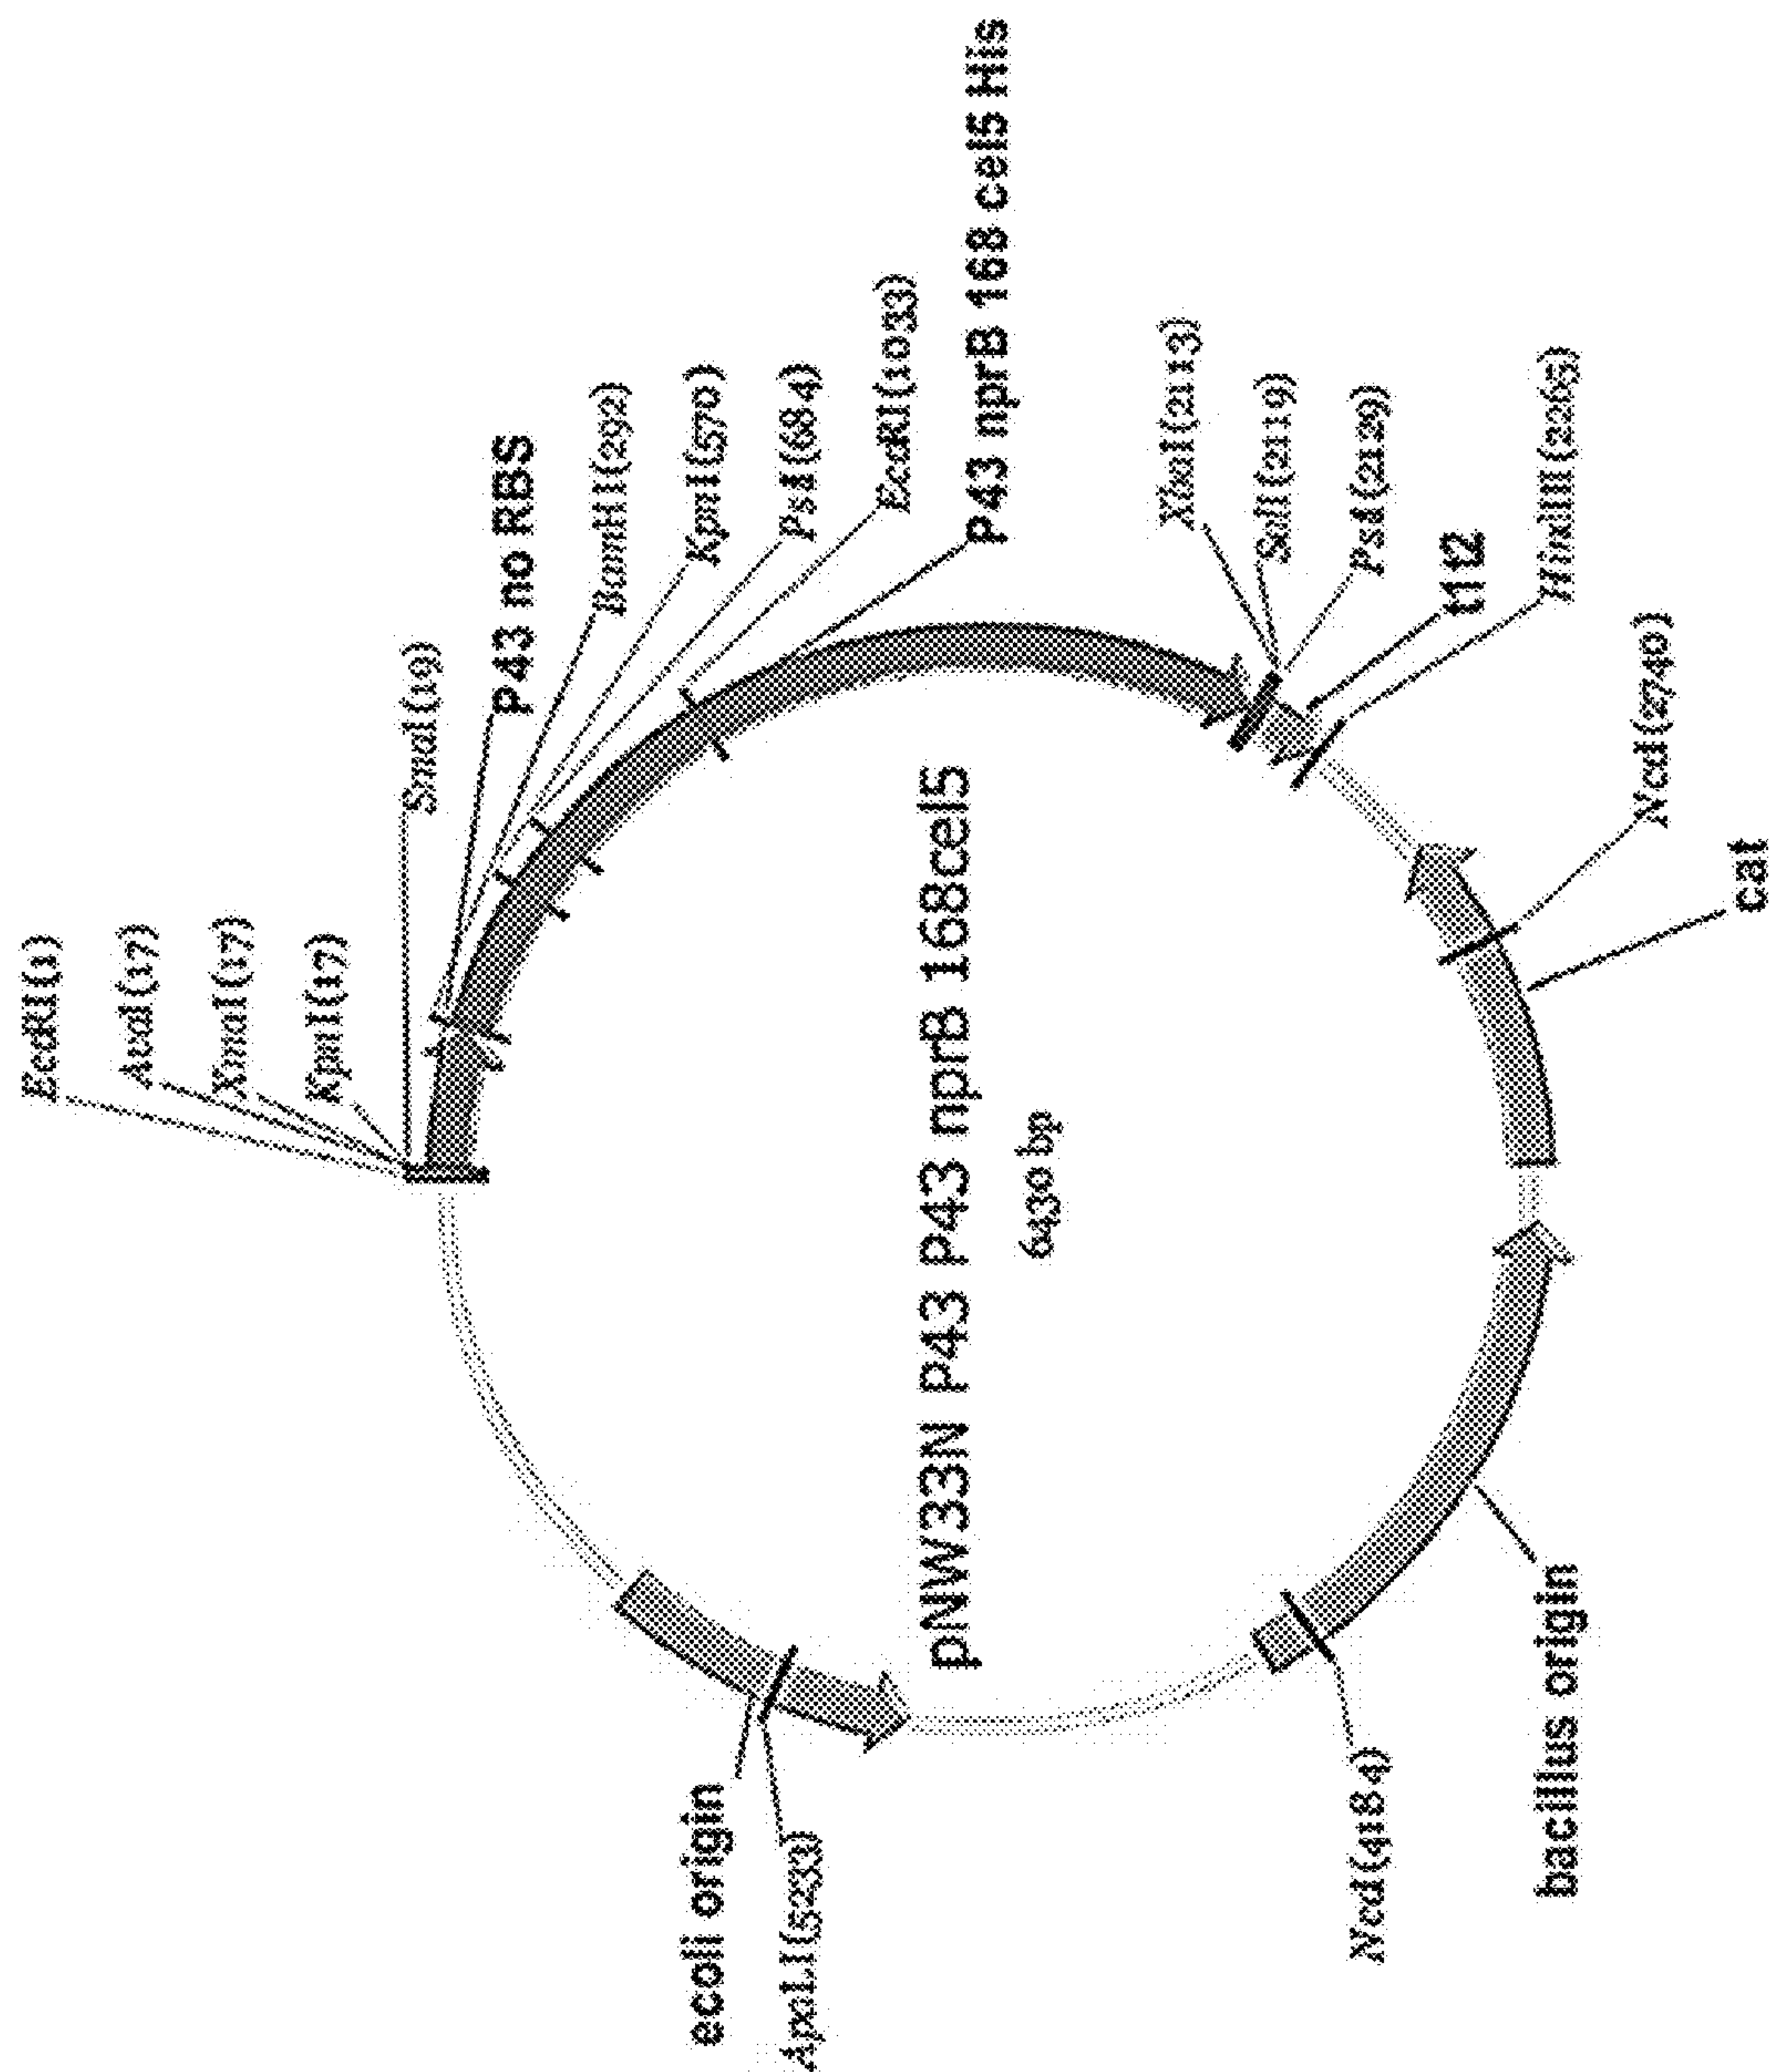 EcoRI (1)
AvaI (17)
XmaI (17)
KpnI (17)
SmaI (19)
P43 no RBS
BamHI (292)
KpnI (570)
PstI (684)
EcoRI (1033)
P43 nprB 168 cel5 His
XbaI (2113)
SalI (2119)
PstI (2129)
t1t2
HindIII (2265)
NcoI (2740)
cat
bacillus origin
NcoI (4184)
ApaLI (5233)
ecoli origin
pNW33N P43 P43 nprB 168cel5
6430 bp